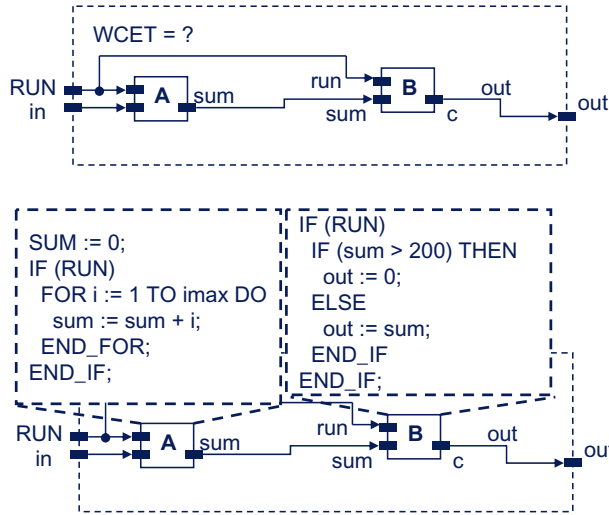 WCET = ?
RUN
in
A
sum
run
sum
B
c
out
out
SUM := 0;
IF (RUN)
FOR i := 1 TO imax DO
sum := sum + i;
END_FOR;
END_IF;
IF (RUN)
IF (sum > 200) THEN
out := 0;
ELSE
out := sum;
END_IF
END_IF;
RUN
in
A
sum
run
sum
B
c
out
out